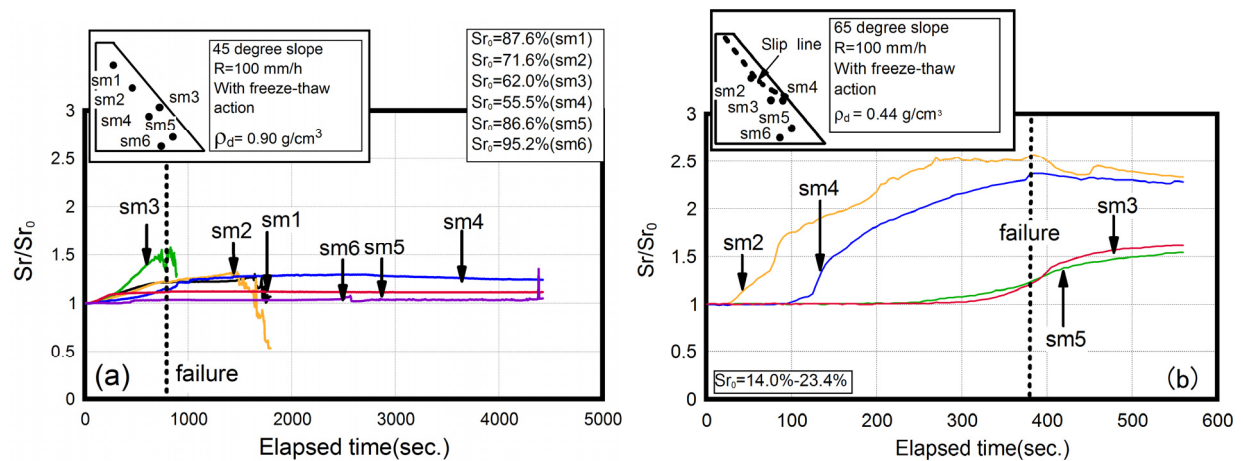 45 degree slope
R=100 mm/h
With freeze-thaw
action
ρd= 0.90 g/cm³
sm1
sm2
sm3
sm4
sm5
sm6
Sr₀=87.6%(sm1)
Sr₀=71.6%(sm2)
Sr₀=62.0%(sm3)
Sr₀=55.5%(sm4)
Sr₀=86.6%(sm5)
Sr₀=95.2%(sm6)
3
2.5
2
1.5
1
0.5
0
Sr/Sr₀
sm3
sm2
sm1
sm6
sm5
sm4
(a)
failure
0
1000
2000
3000
4000
5000
Elapsed time(sec.)
65 degree slope
R=100 mm/h
With freeze-thaw
action
ρd = 0.44 g/cm³
Slip line
sm2
sm4
sm3
sm5
sm6
3
2.5
2
1.5
1
0.5
0
Sr/Sr₀
sm2
sm4
failure
sm3
sm5
Sr₀=14.0%-23.4%
(b)
0
100
200
300
400
500
600
Elapsed time(sec.)